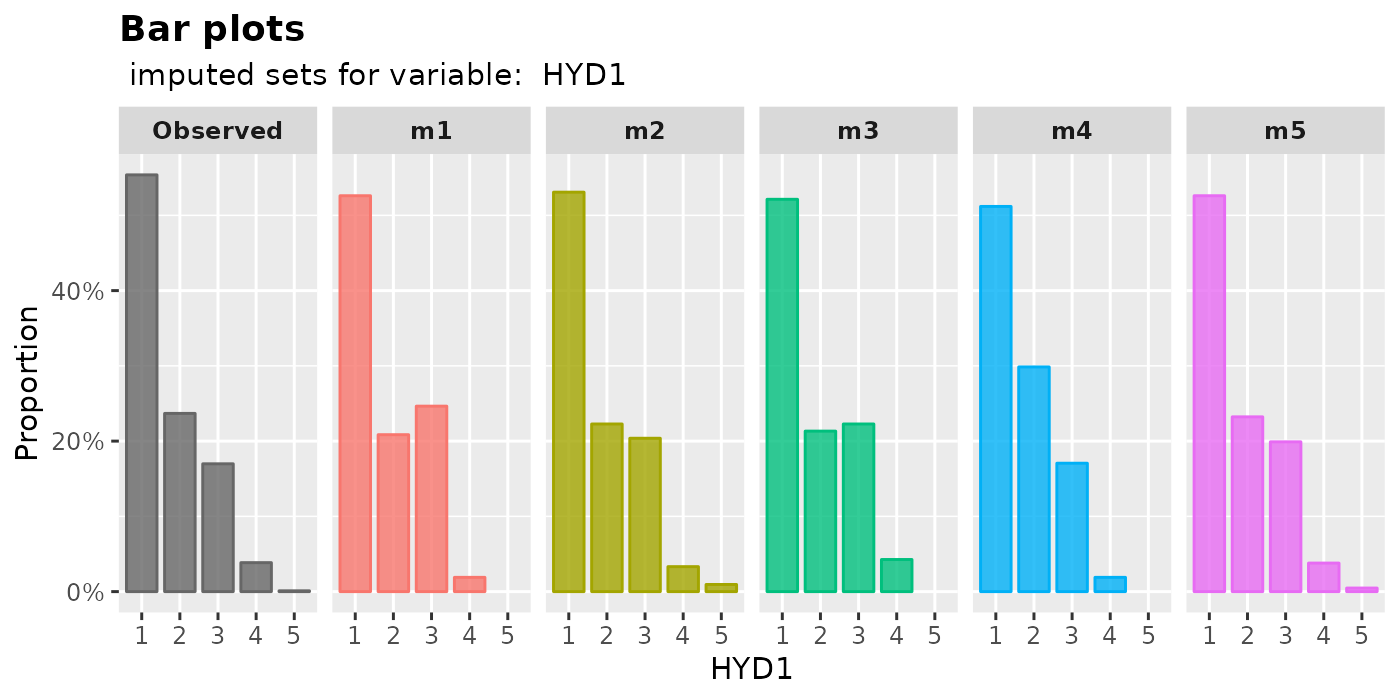 Bar plots
imputed sets for variable:  HYD1
Observed m1 m2 m3 m4 m5
Proportion
40%
20%
0%
1 2 3 4 5 1 2 3 4 5 1 2 3 4 5 1 2 3 4 5 1 2 3 4 5 1 2 3 4 5
HYD1